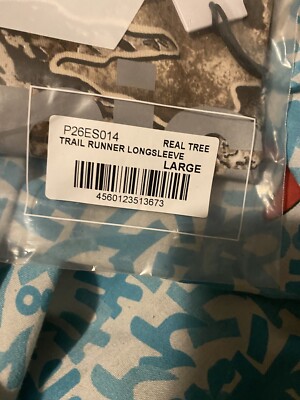 P26ES014 REAL TREE
TRAIL RUNNER LONGSLEEVE
LARGE
4560123513673